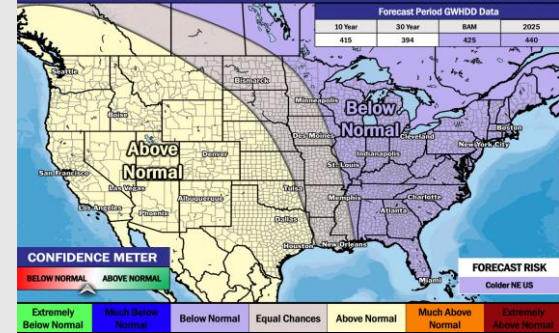 Forecast Period GWHDD Data
10 Year 30 Year BAM 2025
415 394 425 440
Seattle
Bismarck
Minneapolis
Boise
Below
Normal
Boston
Des Moines
Cleveland
New York City
Above
Normal
Denver
Indianapolis
San Francisco
St. Louis
Las Vegas
Tulsa
Charlotte
Los Angeles
Albuquerque
Memphis
Phoenix
Atlanta
Dallas
Houston
New Orleans
Miami
CONFIDENCE METER
BELOW NORMAL ABOVE NORMAL
FORECAST RISK
Colder NE US
Extremely Below Normal
Much Below Normal
Below Normal
Equal Chances
Above Normal
Much Above Normal
Extremely Above Normal